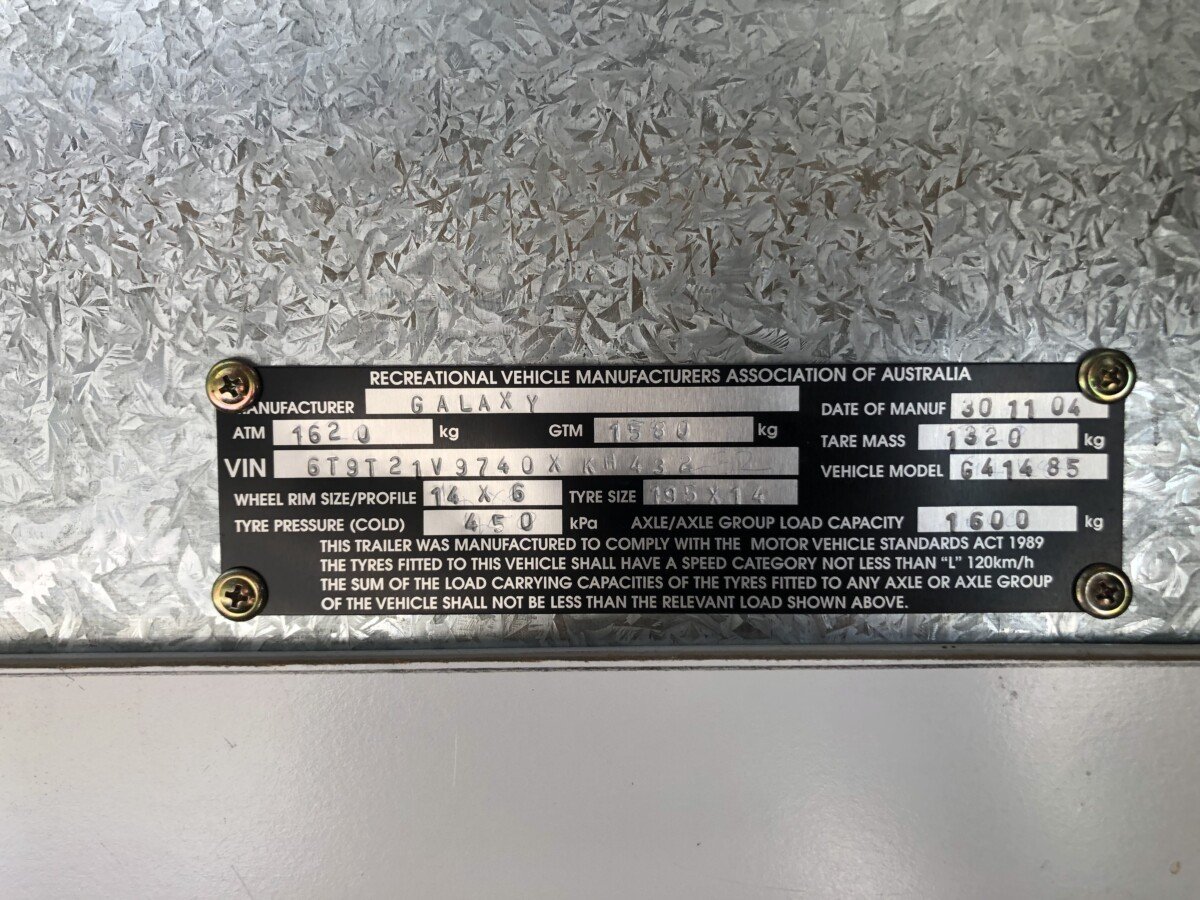 RECREATIONAL VEHICLE MANUFACTURERS ASSOCIATION OF AUSTRALIA
MANUFACTURER GALAXY DATE OF MANUF 30 11 04
ATM 1620 kg GTM kg TARE MASS 1320 kg
VIN 6T9T21V9740X VEHICLE MODEL G41485
WHEEL RIM SIZE/PROFILE 14 X 6 TYRE SIZE 195 X 14
TYRE PRESSURE (COLD) 450 kPa AXLE/AXLE GROUP LOAD CAPACITY 1600 kg
THIS TRAILER WAS MANUFACTURED TO COMPLY WITH THE MOTOR VEHICLE STANDARDS ACT 1989
THE TYRES FITTED TO THIS VEHICLE SHALL HAVE A SPEED CATEGORY NOT LESS THAN "L" 120km/h
THE SUM OF THE LOAD CARRYING CAPACITIES OF THE TYRES FITTED TO ANY AXLE OR AXLE GROUP
OF THE VEHICLE SHALL NOT BE LESS THAN THE RELEVANT LOAD SHOWN ABOVE.